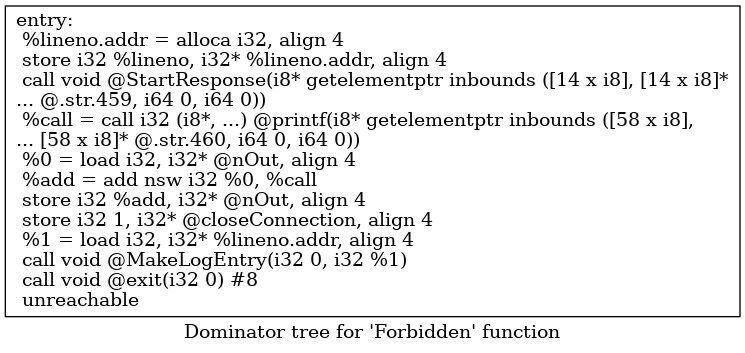 entry:
%lineno.addr = alloca i32, align 4
store i32 %lineno, i32* %lineno.addr, align 4
call void @StartResponse(i8* getelementptr inbounds ([14 x i8], [14 x i8]*
... @.str.459, i64 0, i64 0))
%call = call i32 (i8*, ...) @printf(i8* getelementptr inbounds ([58 x i8],
... [58 x i8]* @.str.460, i64 0, i64 0))
%0 = load i32, i32* @nOut, align 4
%add = add nsw i32 %0, %call
store i32 %add, i32* @nOut, align 4
store i32 1, i32* @closeConnection, align 4
%1 = load i32, i32* %lineno.addr, align 4
call void @MakeLogEntry(i32 0, i32 %1)
call void @exit(i32 0) #8
unreachable
Dominator tree for 'Forbidden' function